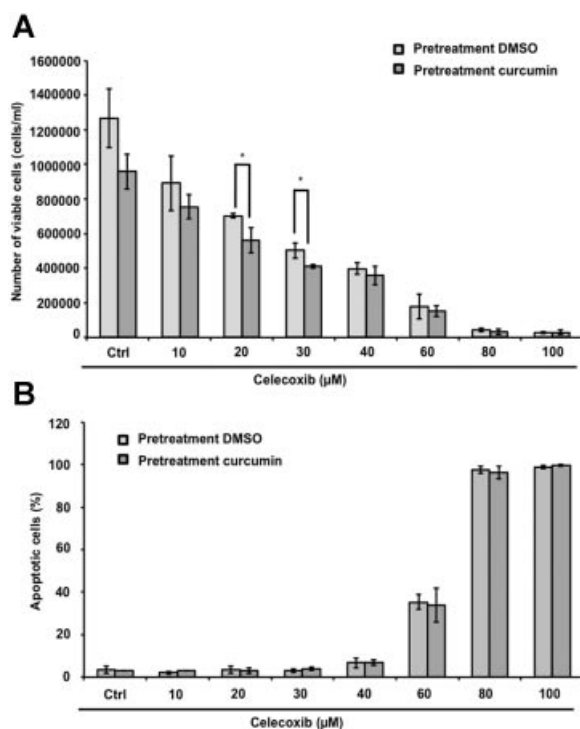 A
Pretreatment DMSO
Pretreatment curcumin
Number of viable cells (cells/ml)
1600000
1400000
1200000
1000000
800000
600000
400000
200000
0
*
*
Ctrl 10 20 30 40 60 80 100
Celecoxib (µM)
B
Pretreatment DMSO
Pretreatment curcumin
Apoptotic cells (%)
120
100
80
60
40
20
0
Ctrl 10 20 30 40 60 80 100
Celecoxib (µM)